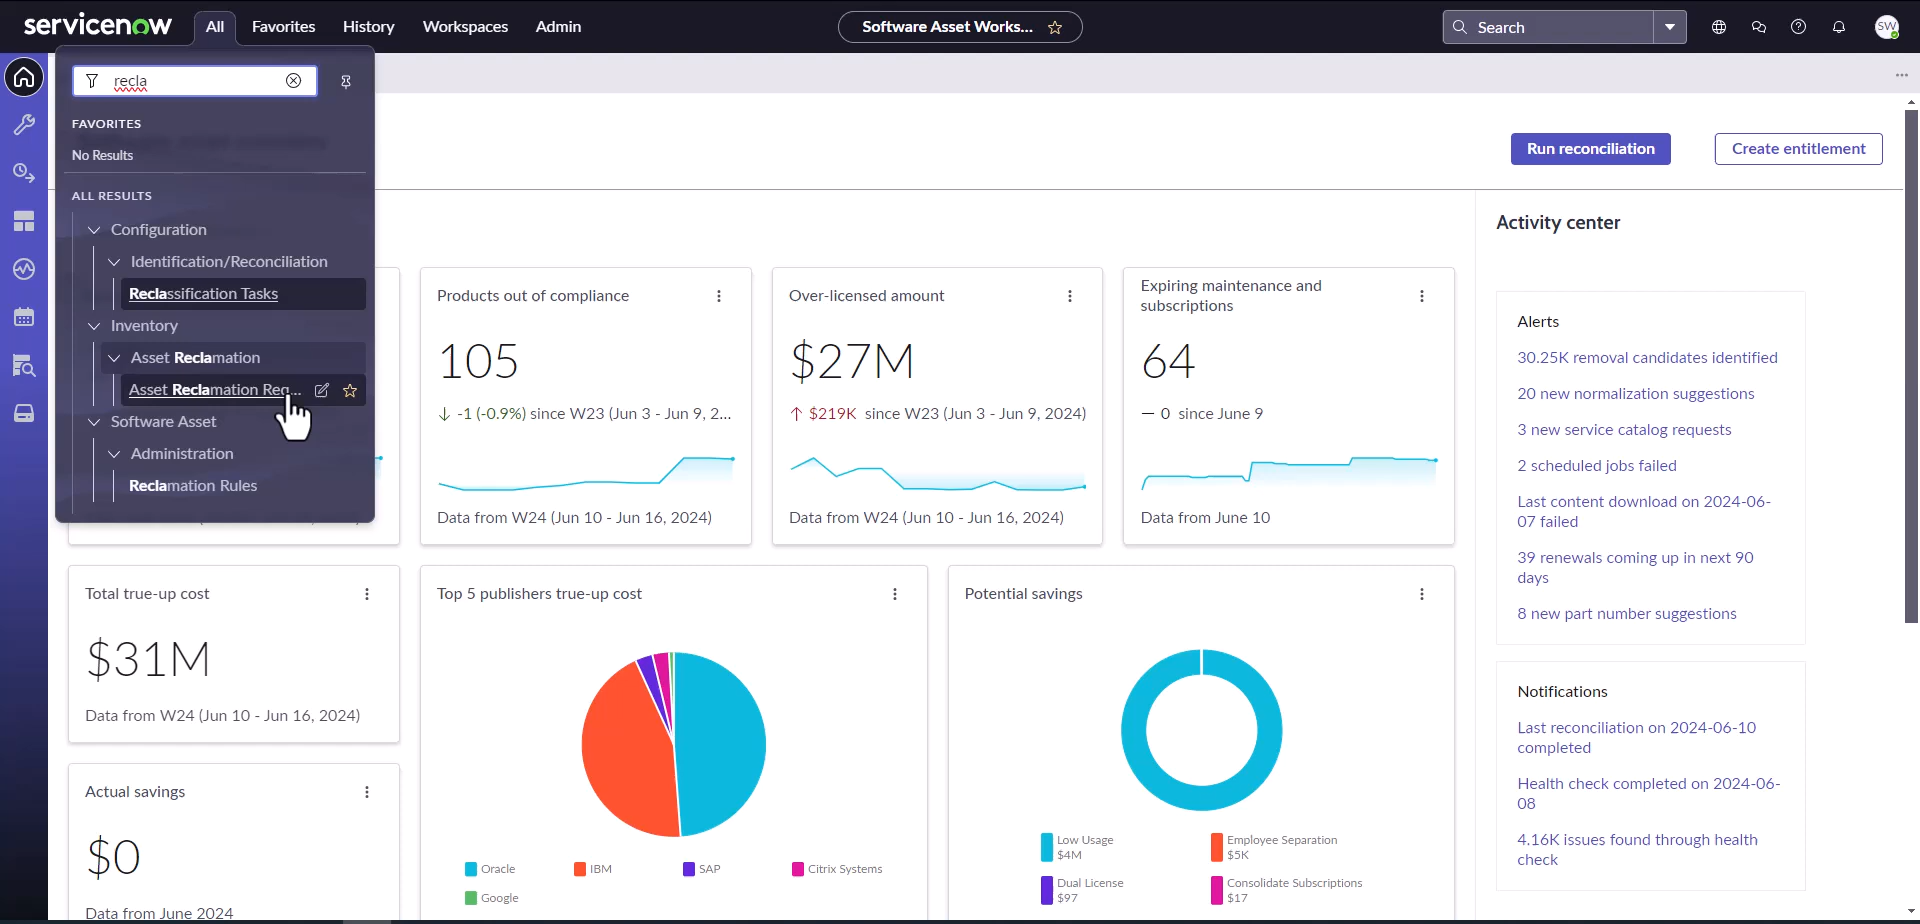 servicenow
All
Favorites
History
Workspaces
Admin
Software Asset Works...
Search
SW
recla
FAVORITES
No Results
ALL RESULTS
Configuration
Identification/Reconciliation
Reclassification Tasks
Inventory
Asset Reclamation
Asset Reclamation Req...
Software Asset
Administration
Reclamation Rules
Run reconciliation
Create entitlement
Products out of compliance
105
-1 (-0.9%) since W23 (Jun 3 - Jun 9, 2...
Data from W24 (Jun 10 - Jun 16, 2024)
Over-licensed amount
$27M
$219K since W23 (Jun 3 - Jun 9, 2024)
Data from W24 (Jun 10 - Jun 16, 2024)
Expiring maintenance and
subscriptions
64
0 since June 9
Data from June 10
Total true-up cost
$31M
Data from W24 (Jun 10 - Jun 16, 2024)
Actual savings
$0
Data from June 2024
Top 5 publishers true-up cost
Oracle
IBM
SAP
Citrix Systems
Google
Potential savings
Low Usage
$4M
Employee Separation
$5K
Dual License
$97
Consolidate Subscriptions
$17
Activity center
Alerts
30.25K removal candidates identified
20 new normalization suggestions
3 new service catalog requests
2 scheduled jobs failed
Last content download on 2024-06-
07 failed
39 renewals coming up in next 90
days
8 new part number suggestions
Notifications
Last reconciliation on 2024-06-10
completed
Health check completed on 2024-06-
08
4.16K issues found through health
check